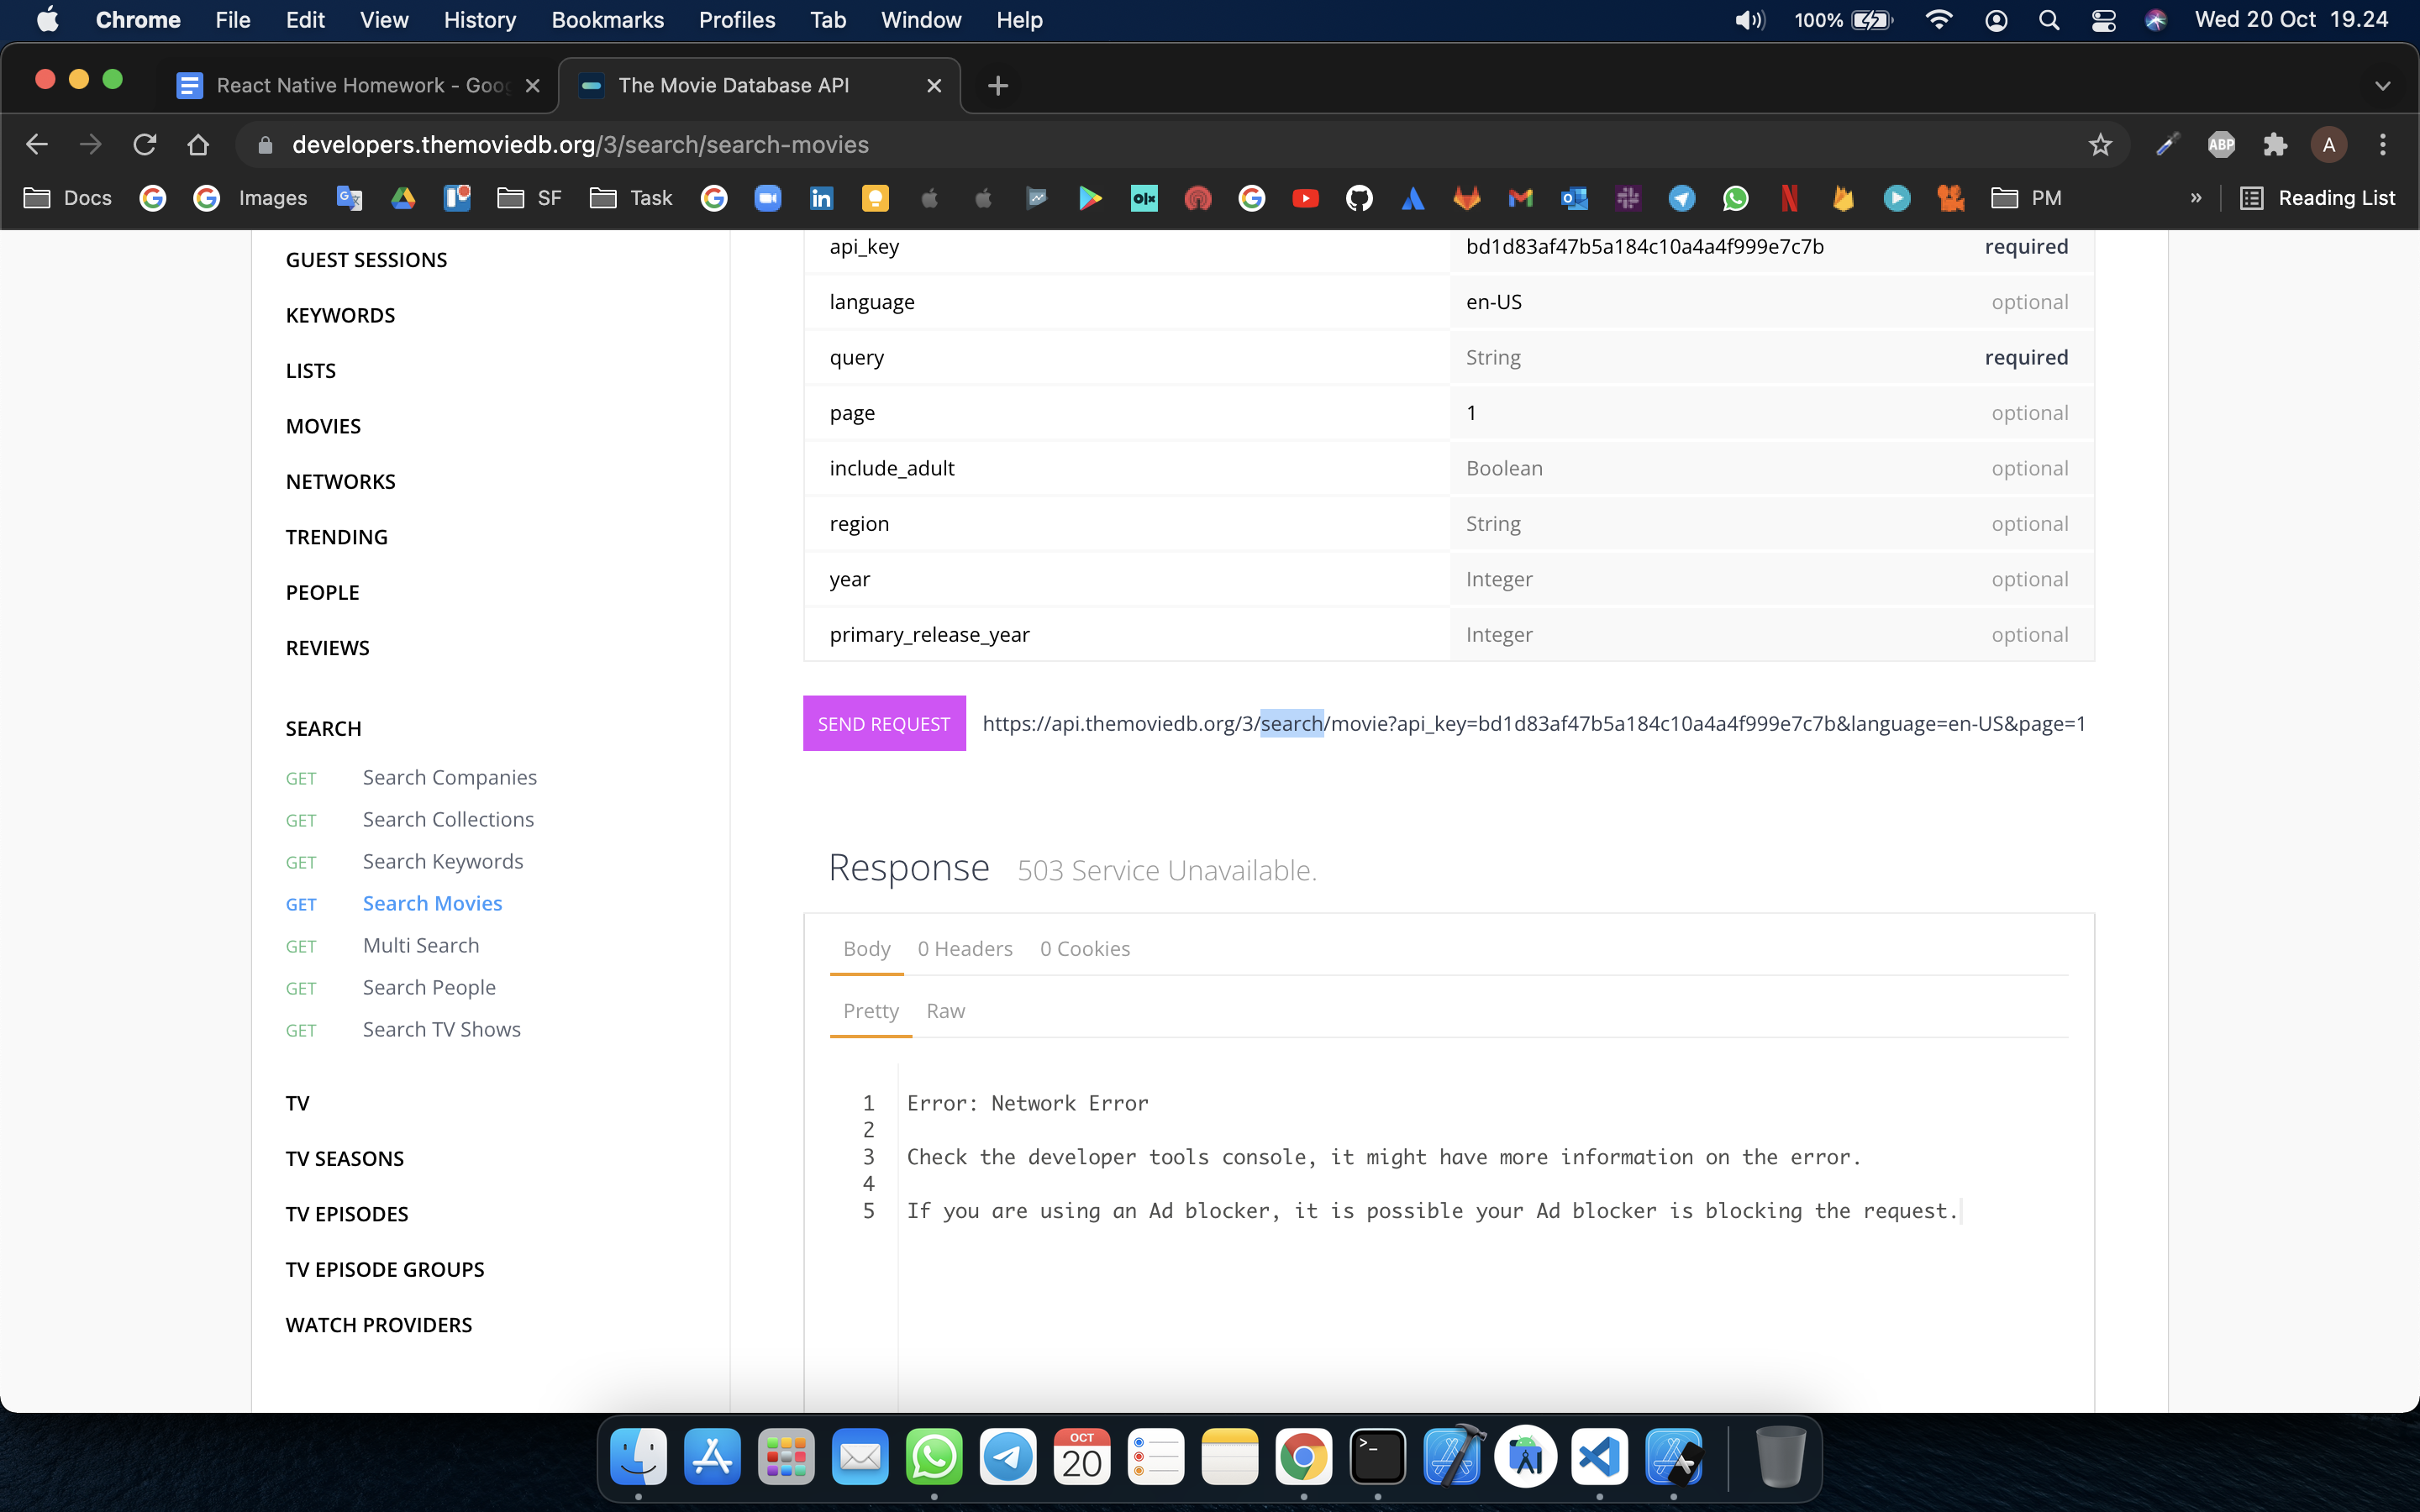 Chrome File Edit View History Bookmarks Profiles Tab Window Help 100% Wed 20 Oct 19.24
React Native Homework - Goo
The Movie Database API
developers.themoviedb.org/3/search/search-movies
ABP
A
Docs Images SF Task PM » Reading List
GUEST SESSIONS
KEYWORDS
LISTS
MOVIES
NETWORKS
TRENDING
PEOPLE
REVIEWS
SEARCH
GET Search Companies
GET Search Collections
GET Search Keywords
GET Search Movies
GET Multi Search
GET Search People
GET Search TV Shows
TV
TV SEASONS
TV EPISODES
TV EPISODE GROUPS
WATCH PROVIDERS
api_key bd1d83af47b5a184c10a4a4f999e7c7b required
language en-US optional
query String required
page 1 optional
include_adult Boolean optional
region String optional
year Integer optional
primary_release_year Integer optional
SEND REQUEST https://api.themoviedb.org/3/search/movie?api_key=bd1d83af47b5a184c10a4a4f999e7c7b&language=en-US&page=1
Response 503 Service Unavailable.
Body 0 Headers 0 Cookies
Pretty Raw
1 Error: Network Error
2
3 Check the developer tools console, it might have more information on the error.
4
5 If you are using an Ad blocker, it is possible your Ad blocker is blocking the request.
OCT
20